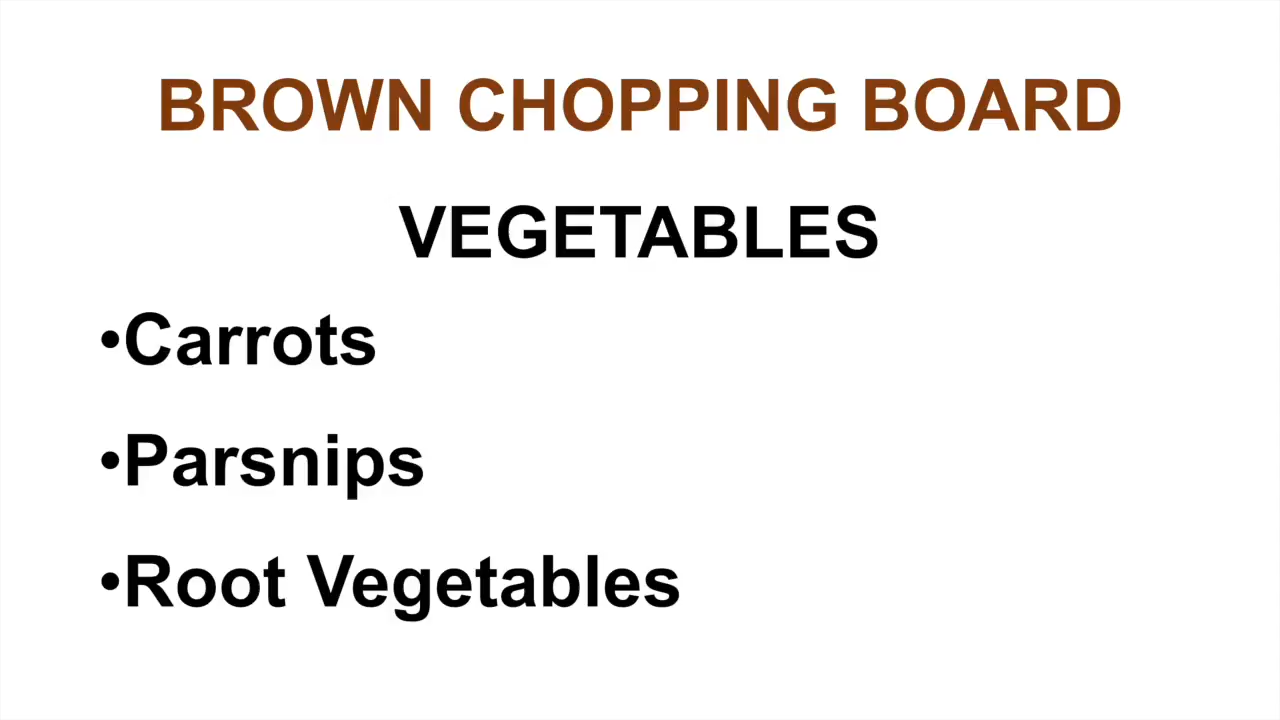 BROWN CHOPPING BOARD
VEGETABLES
•Carrots
•Parsnips
•Root Vegetables